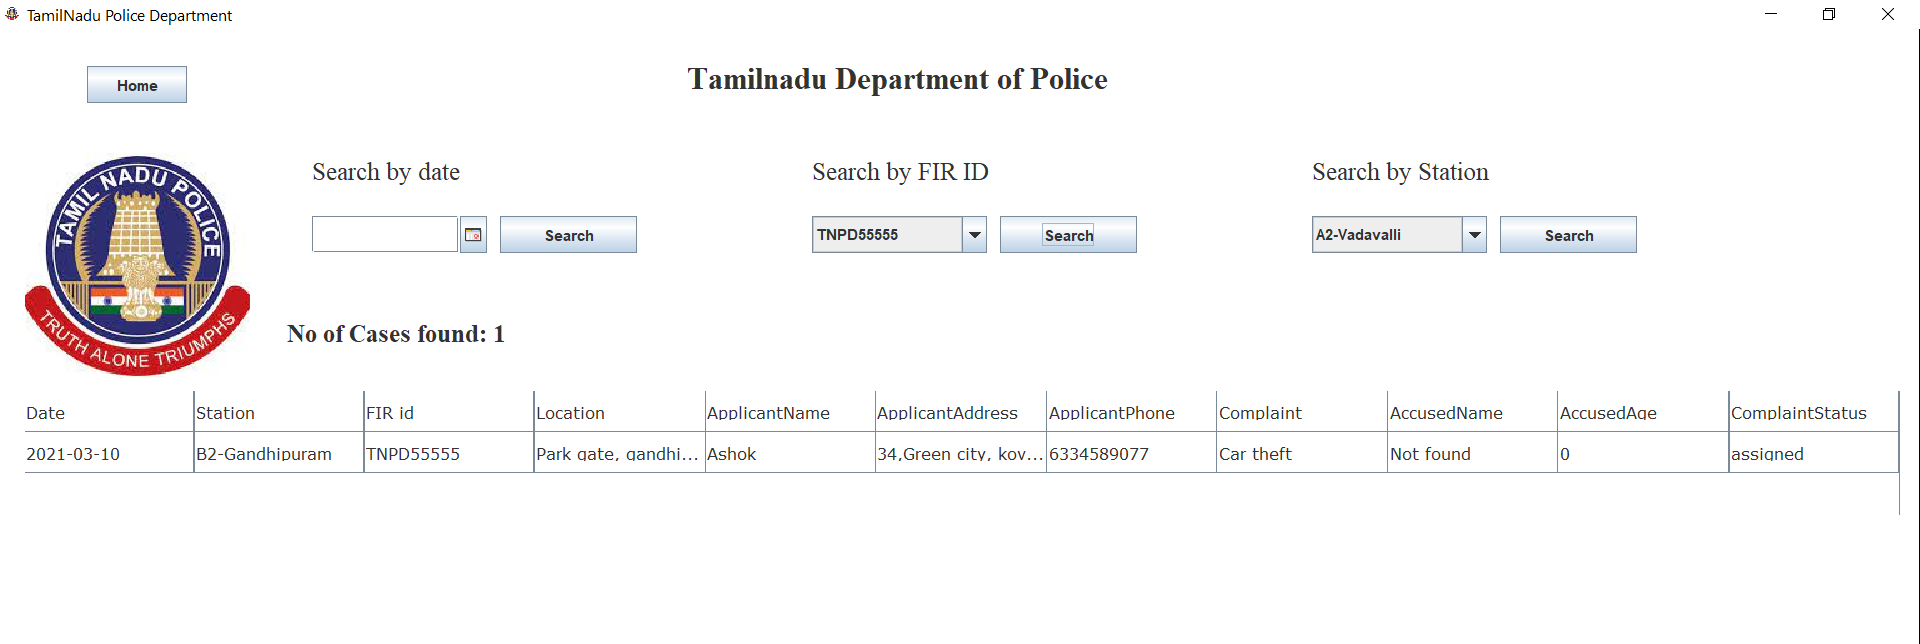 TamilNadu Police Department
Home
Tamilnadu Department of Police
TAMIL NADU POLICE
TRUTH ALONE TRIUMPHS
Search by date
Search by FIR ID
Search by Station
Search
TNPD55555
Search
A2-Vadavalli
Search
No of Cases found: 1
Date Station FIR id Location ApplicantName ApplicantAddress ApplicantPhone Complaint AccusedName AccusedAge ComplaintStatus
2021-03-10 B2-Gandhipuram TNPD55555 Park gate, gandhi... Ashok 34,Green city, kov... 6334589077 Car theft Not found 0 assigned